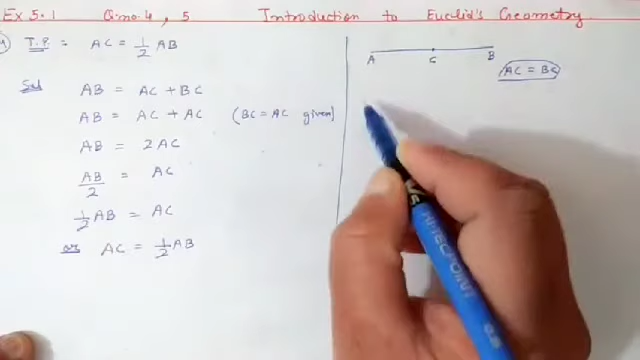 Ex 5.1 Q.no. 4, 5 Introduction to Euclid's Geometry
T.P. = AC = 1/2 AB
Sol
AB = AC + BC
AB = AC + AC (BC = AC given)
AB = 2AC
AB/2 = AC
1/2 AB = AC
or AC = 1/2 AB
A C B
AC = BC